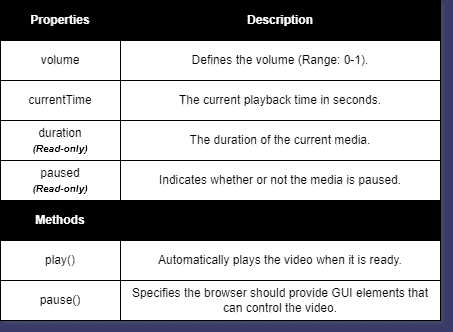 Properties Description
volume Defines the volume (Range: 0-1).
currentTime The current playback time in seconds.
duration
(Read-only)
The duration of the current media.
paused
(Read-only)
Indicates whether or not the media is paused.
Methods
play() Automatically plays the video when it is ready.
pause() Specifies the browser should provide GUI elements that
can control the video.